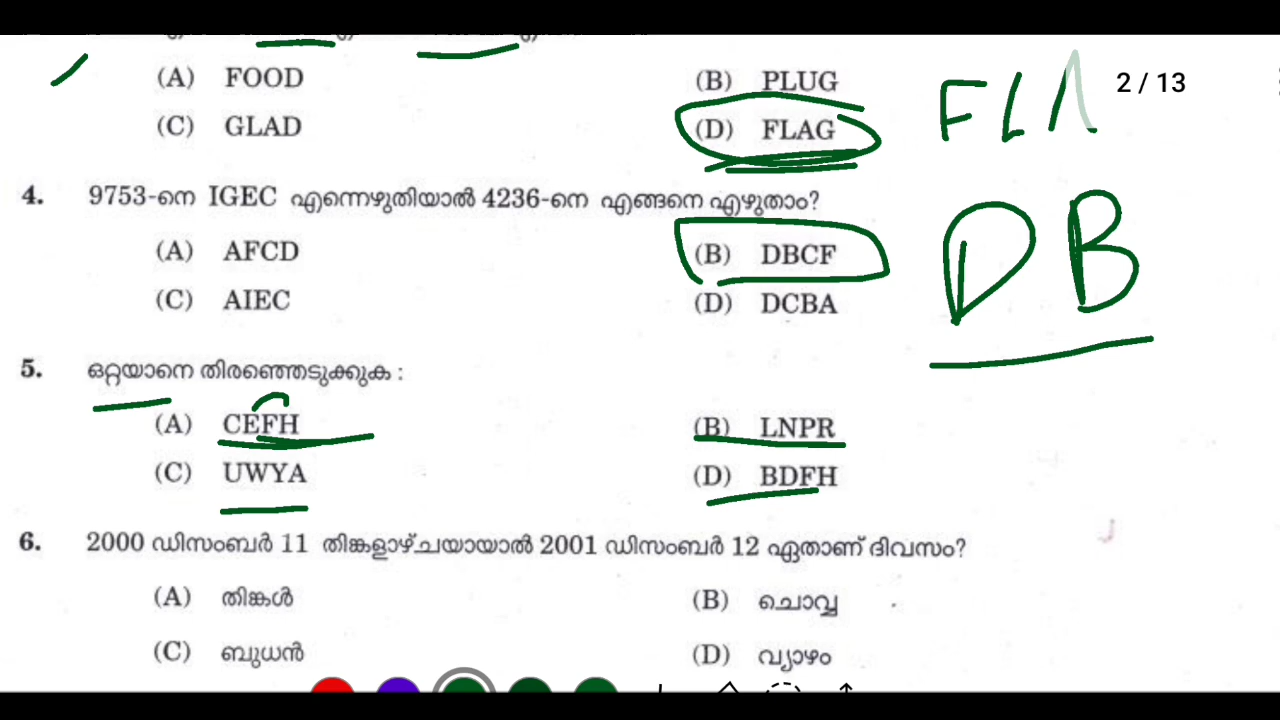 (A) FOOD (B) PLUG
(C) GLAD (D) FLAG
FLA
2 / 13
4. 9753-നെ IGEC എന്നെഴുതിയാൽ 4236-നെ എങ്ങനെ എഴുതാം?
(A) AFCD (B) DBCF
(C) AIEC (D) DCBA
DB
5. ഒറ്റയാനെ തിരഞ്ഞെടുക്കുക :
(A) CEFH (B) LNPR
(C) UWYA (D) BDFH
6. 2000 ഡിസംബർ 11 തിങ്കളാഴ്ചയായാൽ 2001 ഡിസംബർ 12 ഏതാണ് ദിവസം?
(A) തിങ്കൾ (B) ചൊവ്വ
(C) ബുധൻ (D) വ്യാഴം